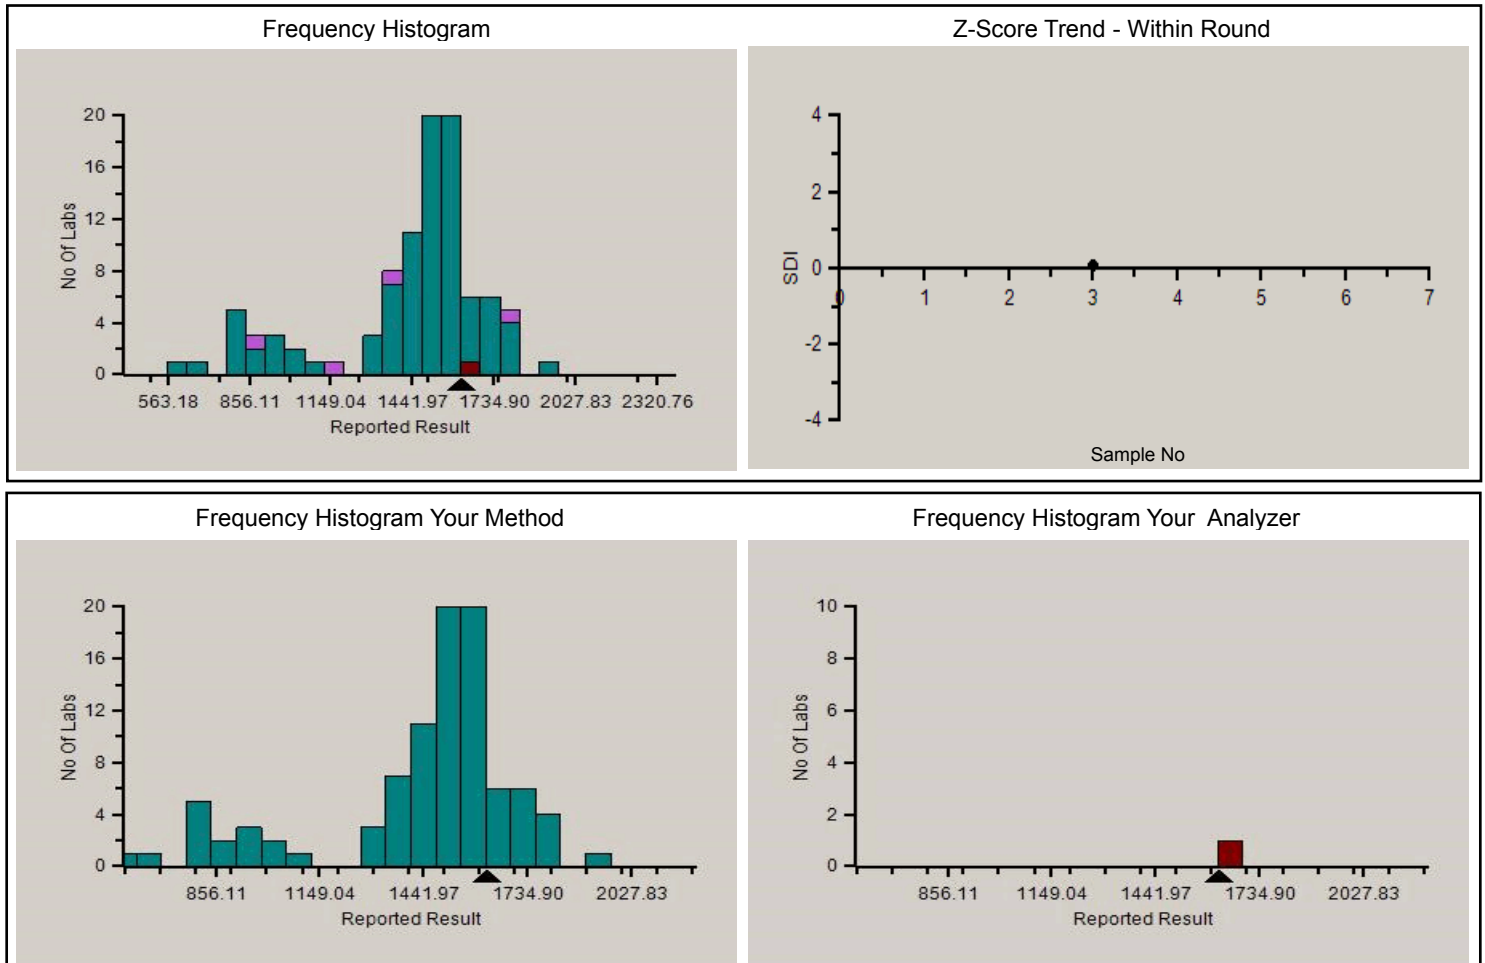 Frequency Histogram
20
16
12
8
4
0
No Of Labs
563.18 856.11 1149.04 1441.97 1734.90 2027.83 2320.76
Reported Result
Z-Score Trend - Within Round
4
2
0
-2
-4
SDI
0 1 2 3 4 5 6 7
Sample No
Frequency Histogram Your Method
20
16
12
8
4
0
No Of Labs
856.11 1149.04 1441.97 1734.90 2027.83
Reported Result
Frequency Histogram Your Analyzer
10
8
6
4
2
0
No Of Labs
856.11 1149.04 1441.97 1734.90 2027.83
Reported Result